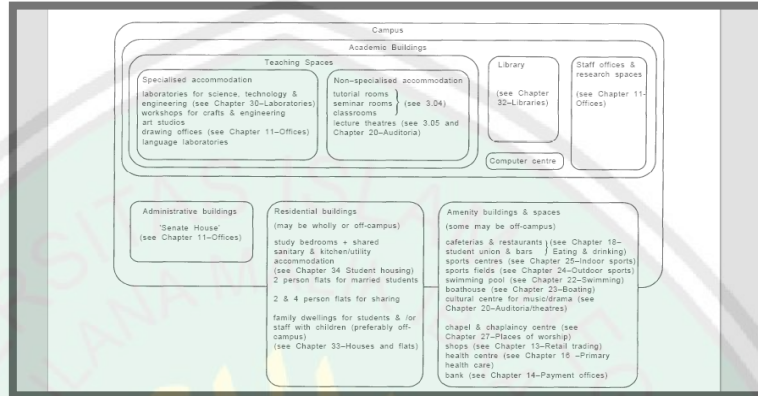 Campus
Academic Buildings
Teaching Spaces
Specialised accommodation
laboratories for science, technology &
engineering (see Chapter 30–Laboratories)
workshops for crafts & engineering
art studios
drawing offices (see Chapter 11–Offices)
language laboratories
Non–specialised accommodation
tutorial rooms
seminar rooms } (see 3.04)
classrooms
lecture theatres (see 3.05 and
Chapter 20–Auditoria)
Library
(see Chapter
32–Libraries)
Computer centre
Staff offices &
research spaces
(see Chapter 11-
Offices)
Administrative buildings
'Senate House'
(see Chapter 11–Offices)
Residential buildings
(may be wholly or off-campus)
study bedrooms + shared
sanitary & kitchen/utility
accommodation
(see Chapter 34 Student housing)
2 person flats for married students
2 & 4 person flats for sharing
family dwellings for students & /or
staff with children (preferably off-
campus)
(see Chapter 33–Houses and flats)
Amenity buildings & spaces
(some may be off-campus)
cafeterias & restaurants } (see Chapter 18–
student union & bars } Eating & drinking)
sports centres (see Chapter 25–Indoor sports)
sports fields (see Chapter 24–Outdoor sports)
swimming pool (see Chapter 22–Swimming)
boathouse (see Chapter 23–Boating)
cultural centre for music/drama (see
Chapter 20–Auditoria/theatres)
chapel & chaplaincy centre (see
Chapter 27–Places of worship)
shops (see Chapter 13–Retail trading)
health centre (see Chapter 16 –Primary
health care)
bank (see Chapter 14–Payment offices)